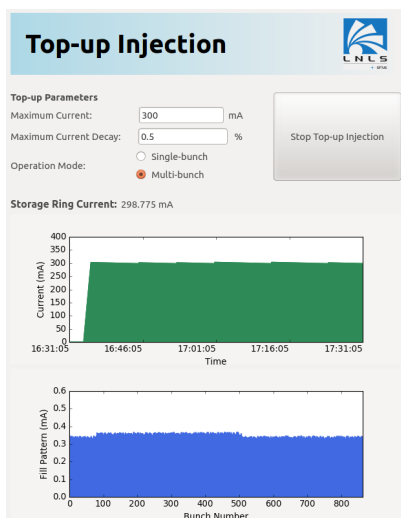 Top-up Injection
LNLS
Top-up Parameters
Maximum Current: 300 mA
Maximum Current Decay: 0.5 %
Stop Top-up Injection
Operation Mode:
Single-bunch
Multi-bunch
Storage Ring Current: 298.775 mA
400
350
300
250
200
150
100
50
0
Current (mA)
16:31:05 16:46:05 17:01:05 17:16:05 17:31:05
Time
0.6
0.5
0.4
0.3
0.2
0.1
0.0
Fill Pattern (mA)
0 100 200 300 400 500 600 700 800
Bunch Number